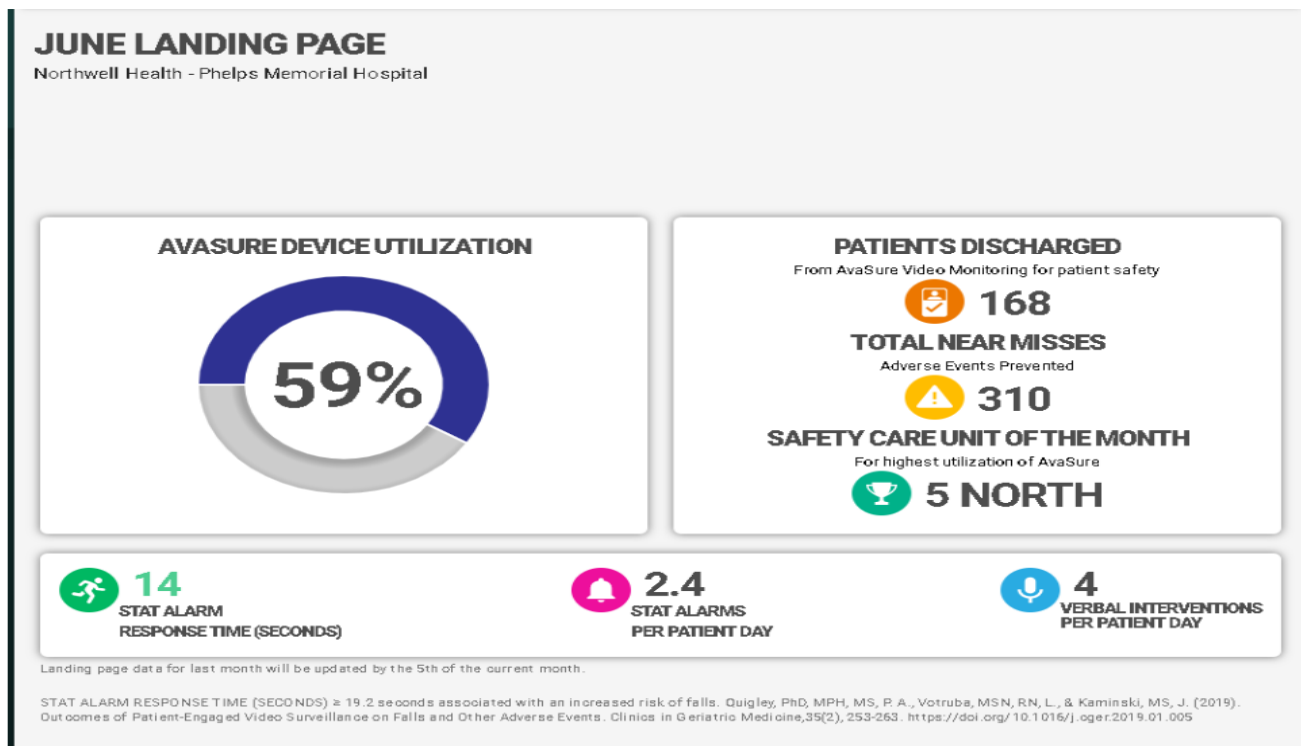 JUNE LANDING PAGE
Northwell Health - Phelps Memorial Hospital
AVASURE DEVICE UTILIZATION
59%
PATIENTS DISCHARGED
From AvaSure Video Monitoring for patient safety
168
TOTAL NEAR MISSES
Adverse Events Prevented
310
SAFETY CARE UNIT OF THE MONTH
For highest utilization of AvaSure
5 NORTH
14
STAT ALARM
RESPONSE TIME (SECONDS)
2.4
STAT ALARMS
PER PATIENT DAY
4
VERBAL INTERVENTIONS
PER PATIENT DAY
Landing page data for last month will be updated by the 5th of the current month.
STAT ALARM RESPONSE TIME (SECONDS) ≥ 19.2 seconds associated with an increased risk of falls. Quigley, PhD, MPH, MS, P. A., Votruba, MSN, RN, L., & Kaminski, MS, J. (2019).
Outcomes of Patient-Engaged Video Surveillance on Falls and Other Adverse Events. Clinics in Geriatric Medicine,35(2), 253-263. https://doi.org/10.1016/j.cger.2019.01.005